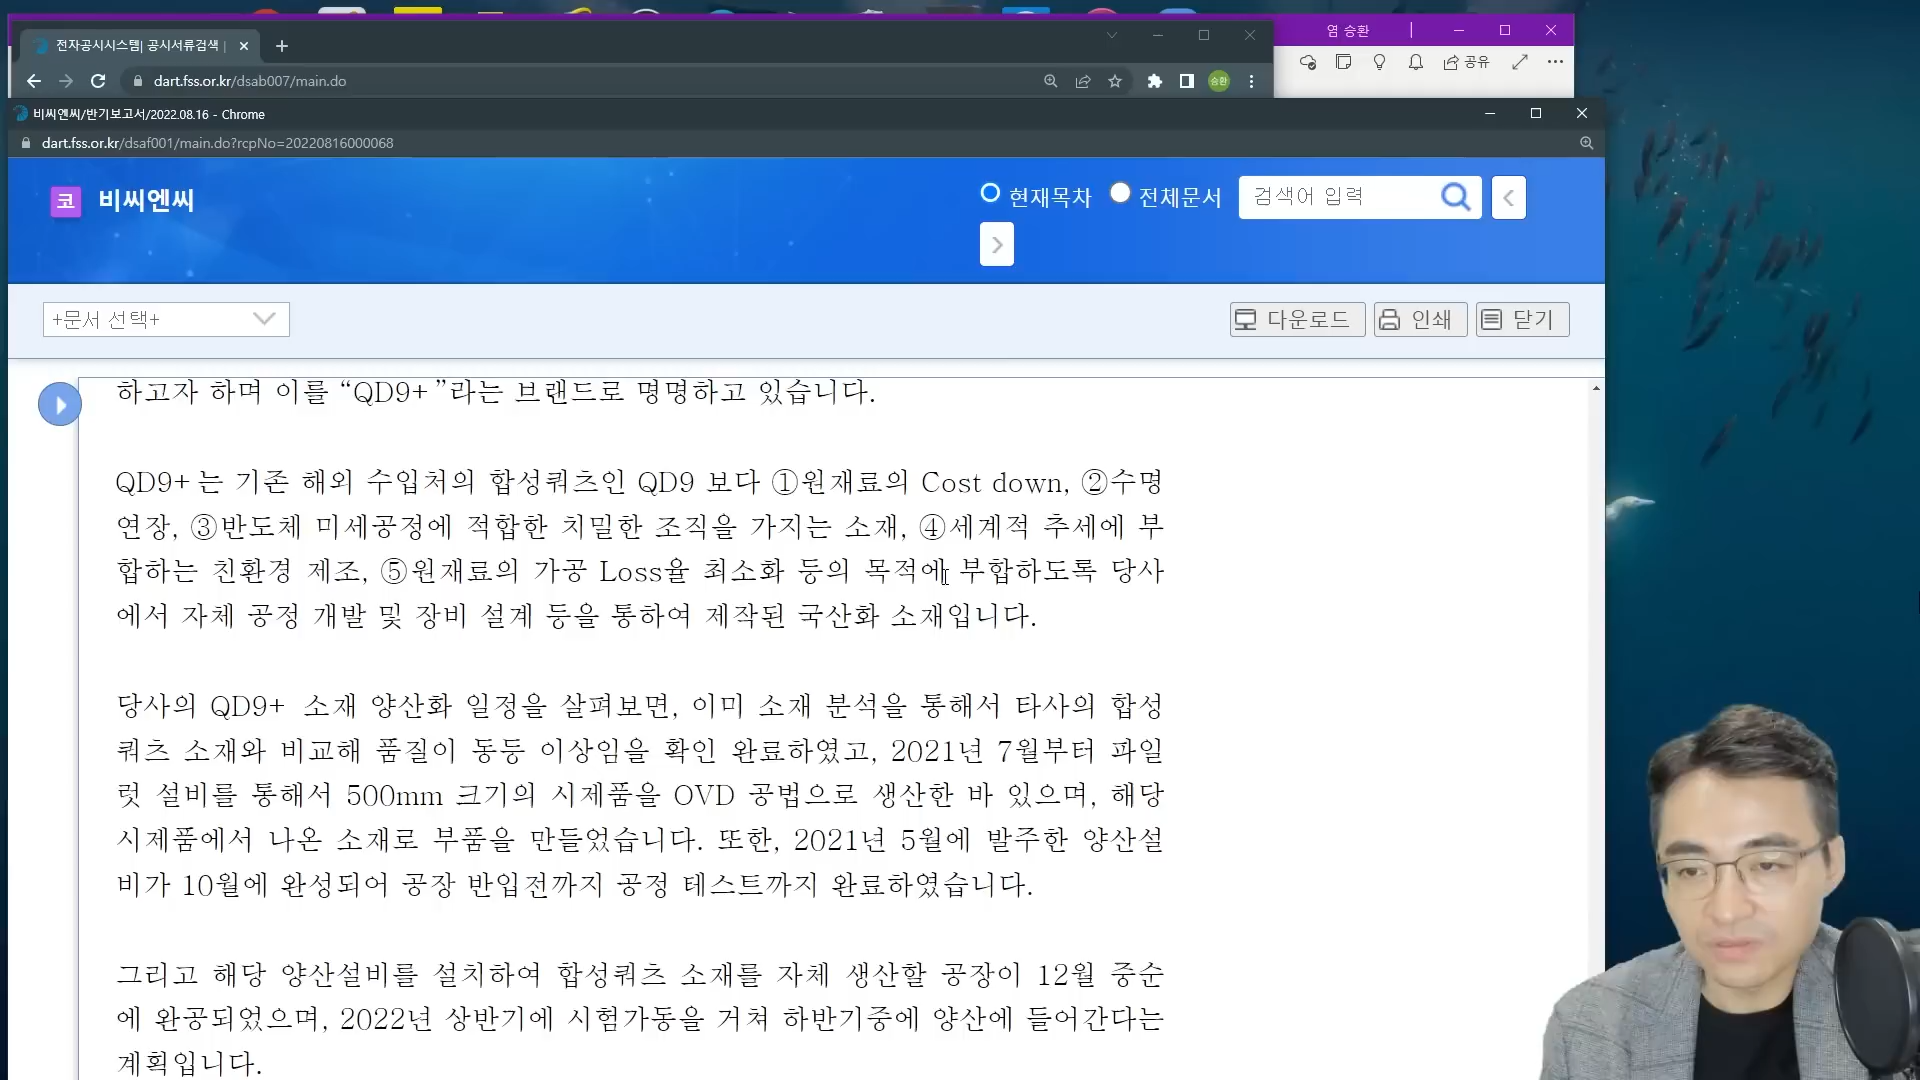 염 승환
전자공시시스템| 공시서류검색 |
dart.fss.or.kr/dsab007/main.do
승환
공유
비씨엔씨/반기보고서/2022.08.16 - Chrome
dart.fss.or.kr/dsaf001/main.do?rcpNo=20220816000068
코 비씨엔씨
현재목차 전체문서 검색어 입력
+문서 선택+
다운로드 인쇄 닫기
하고자 하며 이를 “QD9+”라는 브랜드로 명명하고 있습니다.
QD9+는 기존 해외 수입처의 합성쿼츠인 QD9 보다 ①원재료의 Cost down, ②수명
연장, ③반도체 미세공정에 적합한 치밀한 조직을 가지는 소재, ④세계적 추세에 부
합하는 친환경 제조, ⑤원재료의 가공 Loss율 최소화 등의 목적에 부합하도록 당사
에서 자체 공정 개발 및 장비 설계 등을 통하여 제작된 국산화 소재입니다.
당사의 QD9+ 소재 양산화 일정을 살펴보면, 이미 소재 분석을 통해서 타사의 합성
쿼츠 소재와 비교해 품질이 동등 이상임을 확인 완료하였고, 2021년 7월부터 파일
럿 설비를 통해서 500mm 크기의 시제품을 OVD 공법으로 생산한 바 있으며, 해당
시제품에서 나온 소재로 부품을 만들었습니다. 또한, 2021년 5월에 발주한 양산설
비가 10월에 완성되어 공장 반입전까지 공정 테스트까지 완료하였습니다.
그리고 해당 양산설비를 설치하여 합성쿼츠 소재를 자체 생산할 공장이 12월 중순
에 완공되었으며, 2022년 상반기에 시험가동을 거쳐 하반기중에 양산에 들어간다는
계획입니다.